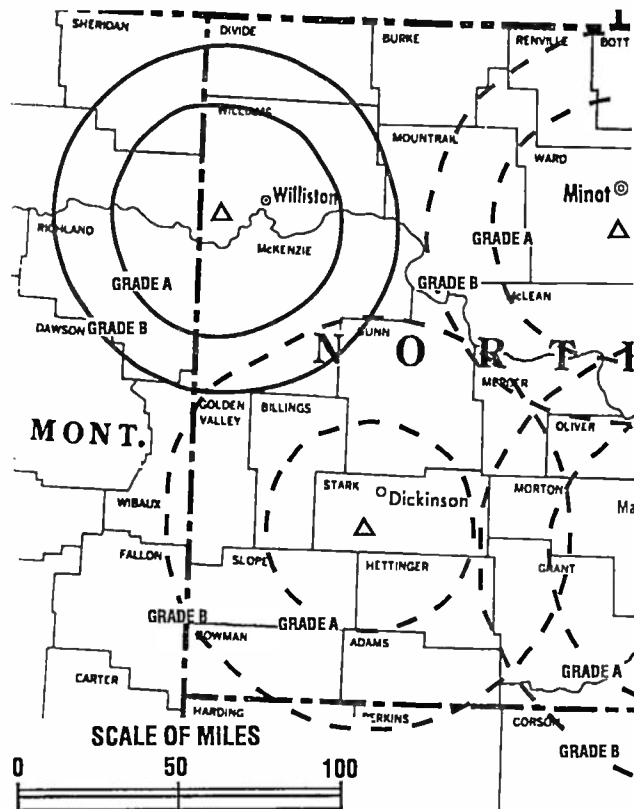 SHERIDAN
DIVIDE
BURKE
RENVILLE
BOTT
WILLIAMS
MOUNTRAIL
WARD
Williston
Minot
RICHLAND
McKENZIE
GRADE A
GRADE A
GRADE B
McLEAN
DAWSON
GRADE B
DUNN
N O R T
MERCER
GOLDEN
VALLEY
BILLINGS
OLIVER
MONT.
STARK
Dickinson
MORTON
Ma
WIBAUX
FALLON
SLOPE
HETTINGER
GRANT
GRADE B
GRADE A
BOWMAN
ADAMS
GRADE A
CARTER
HARDING
PERKINS
CORSON
SCALE OF MILES
GRADE B
0 50 100